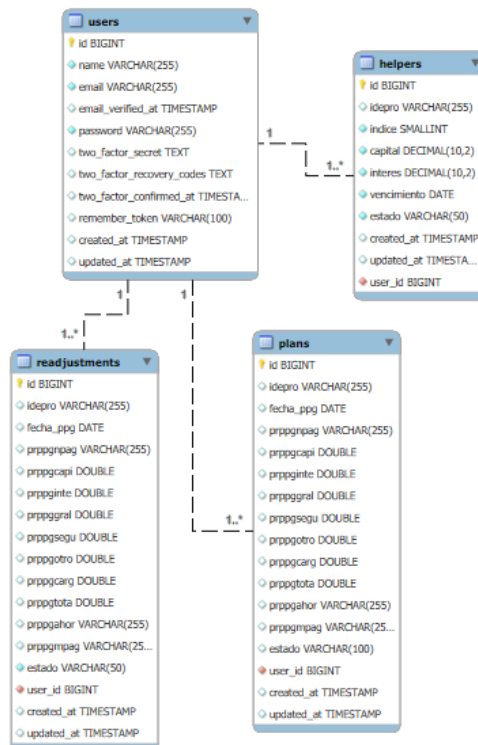 users
id BIGINT
name VARCHAR(255)
email VARCHAR(255)
email_verified_at TIMESTAMP
password VARCHAR(255)
two_factor_secret TEXT
two_factor_recovery_codes TEXT
two_factor_confirmed_at TIMESTA...
remember_token VARCHAR(100)
created_at TIMESTAMP
updated_at TIMESTAMP
1
1..*
helpers
id BIGINT
idepro VARCHAR(255)
indice SMALLINT
capital DECIMAL(10,2)
interes DECIMAL(10,2)
vencimiento DATE
estado VARCHAR(50)
created_at TIMESTAMP
updated_at TIMESTA...
user_id BIGINT
1
1..*
readjustments
id BIGINT
idepro VARCHAR(255)
fecha_ppg DATE
prppgnpag VARCHAR(255)
prppgcapi DOUBLE
prppginte DOUBLE
prppggral DOUBLE
prppgsegu DOUBLE
prppgotro DOUBLE
prppgcarg DOUBLE
prppgtota DOUBLE
prppgahor VARCHAR(255)
prppgmpag VARCHAR(25...
estado VARCHAR(50)
user_id BIGINT
created_at TIMESTAMP
updated_at TIMESTAMP
1
1..*
plans
id BIGINT
idepro VARCHAR(255)
fecha_ppg DATE
prppgnpag VARCHAR(255)
prppgcapi DOUBLE
prppginte DOUBLE
prppggral DOUBLE
prppgsegu DOUBLE
prppgotro DOUBLE
prppgcarg DOUBLE
prppgtota DOUBLE
prppgahor VARCHAR(255)
prppgmpag VARCHAR(25...
estado VARCHAR(100)
user_id BIGINT
created_at TIMESTAMP
updated_at TIMESTAMP